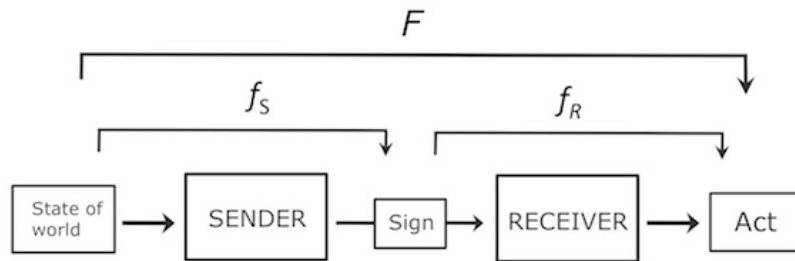 F
fS
fR
State of
world
SENDER
Sign
RECEIVER
Act